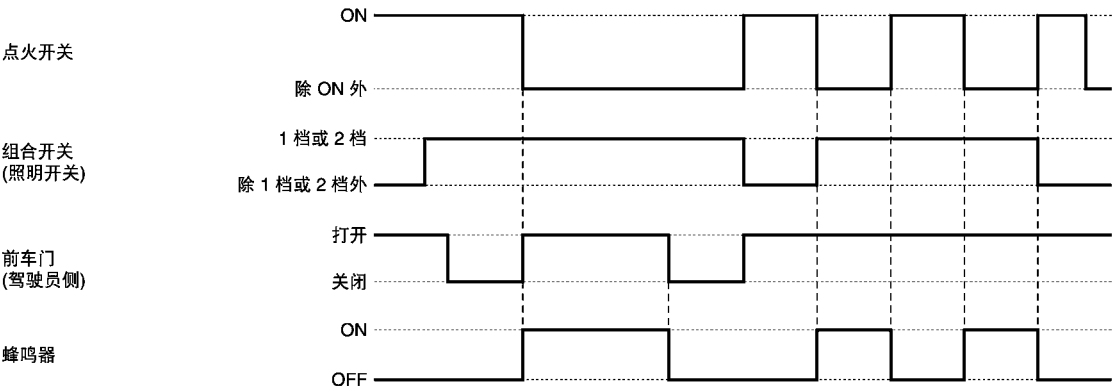 ON
点火开关
除 ON 外
1 档或 2 档
组合开关
(照明开关)
除 1 档或 2 档外
打开
前车门
(驾驶员侧)
关闭
ON
蜂鸣器
OFF